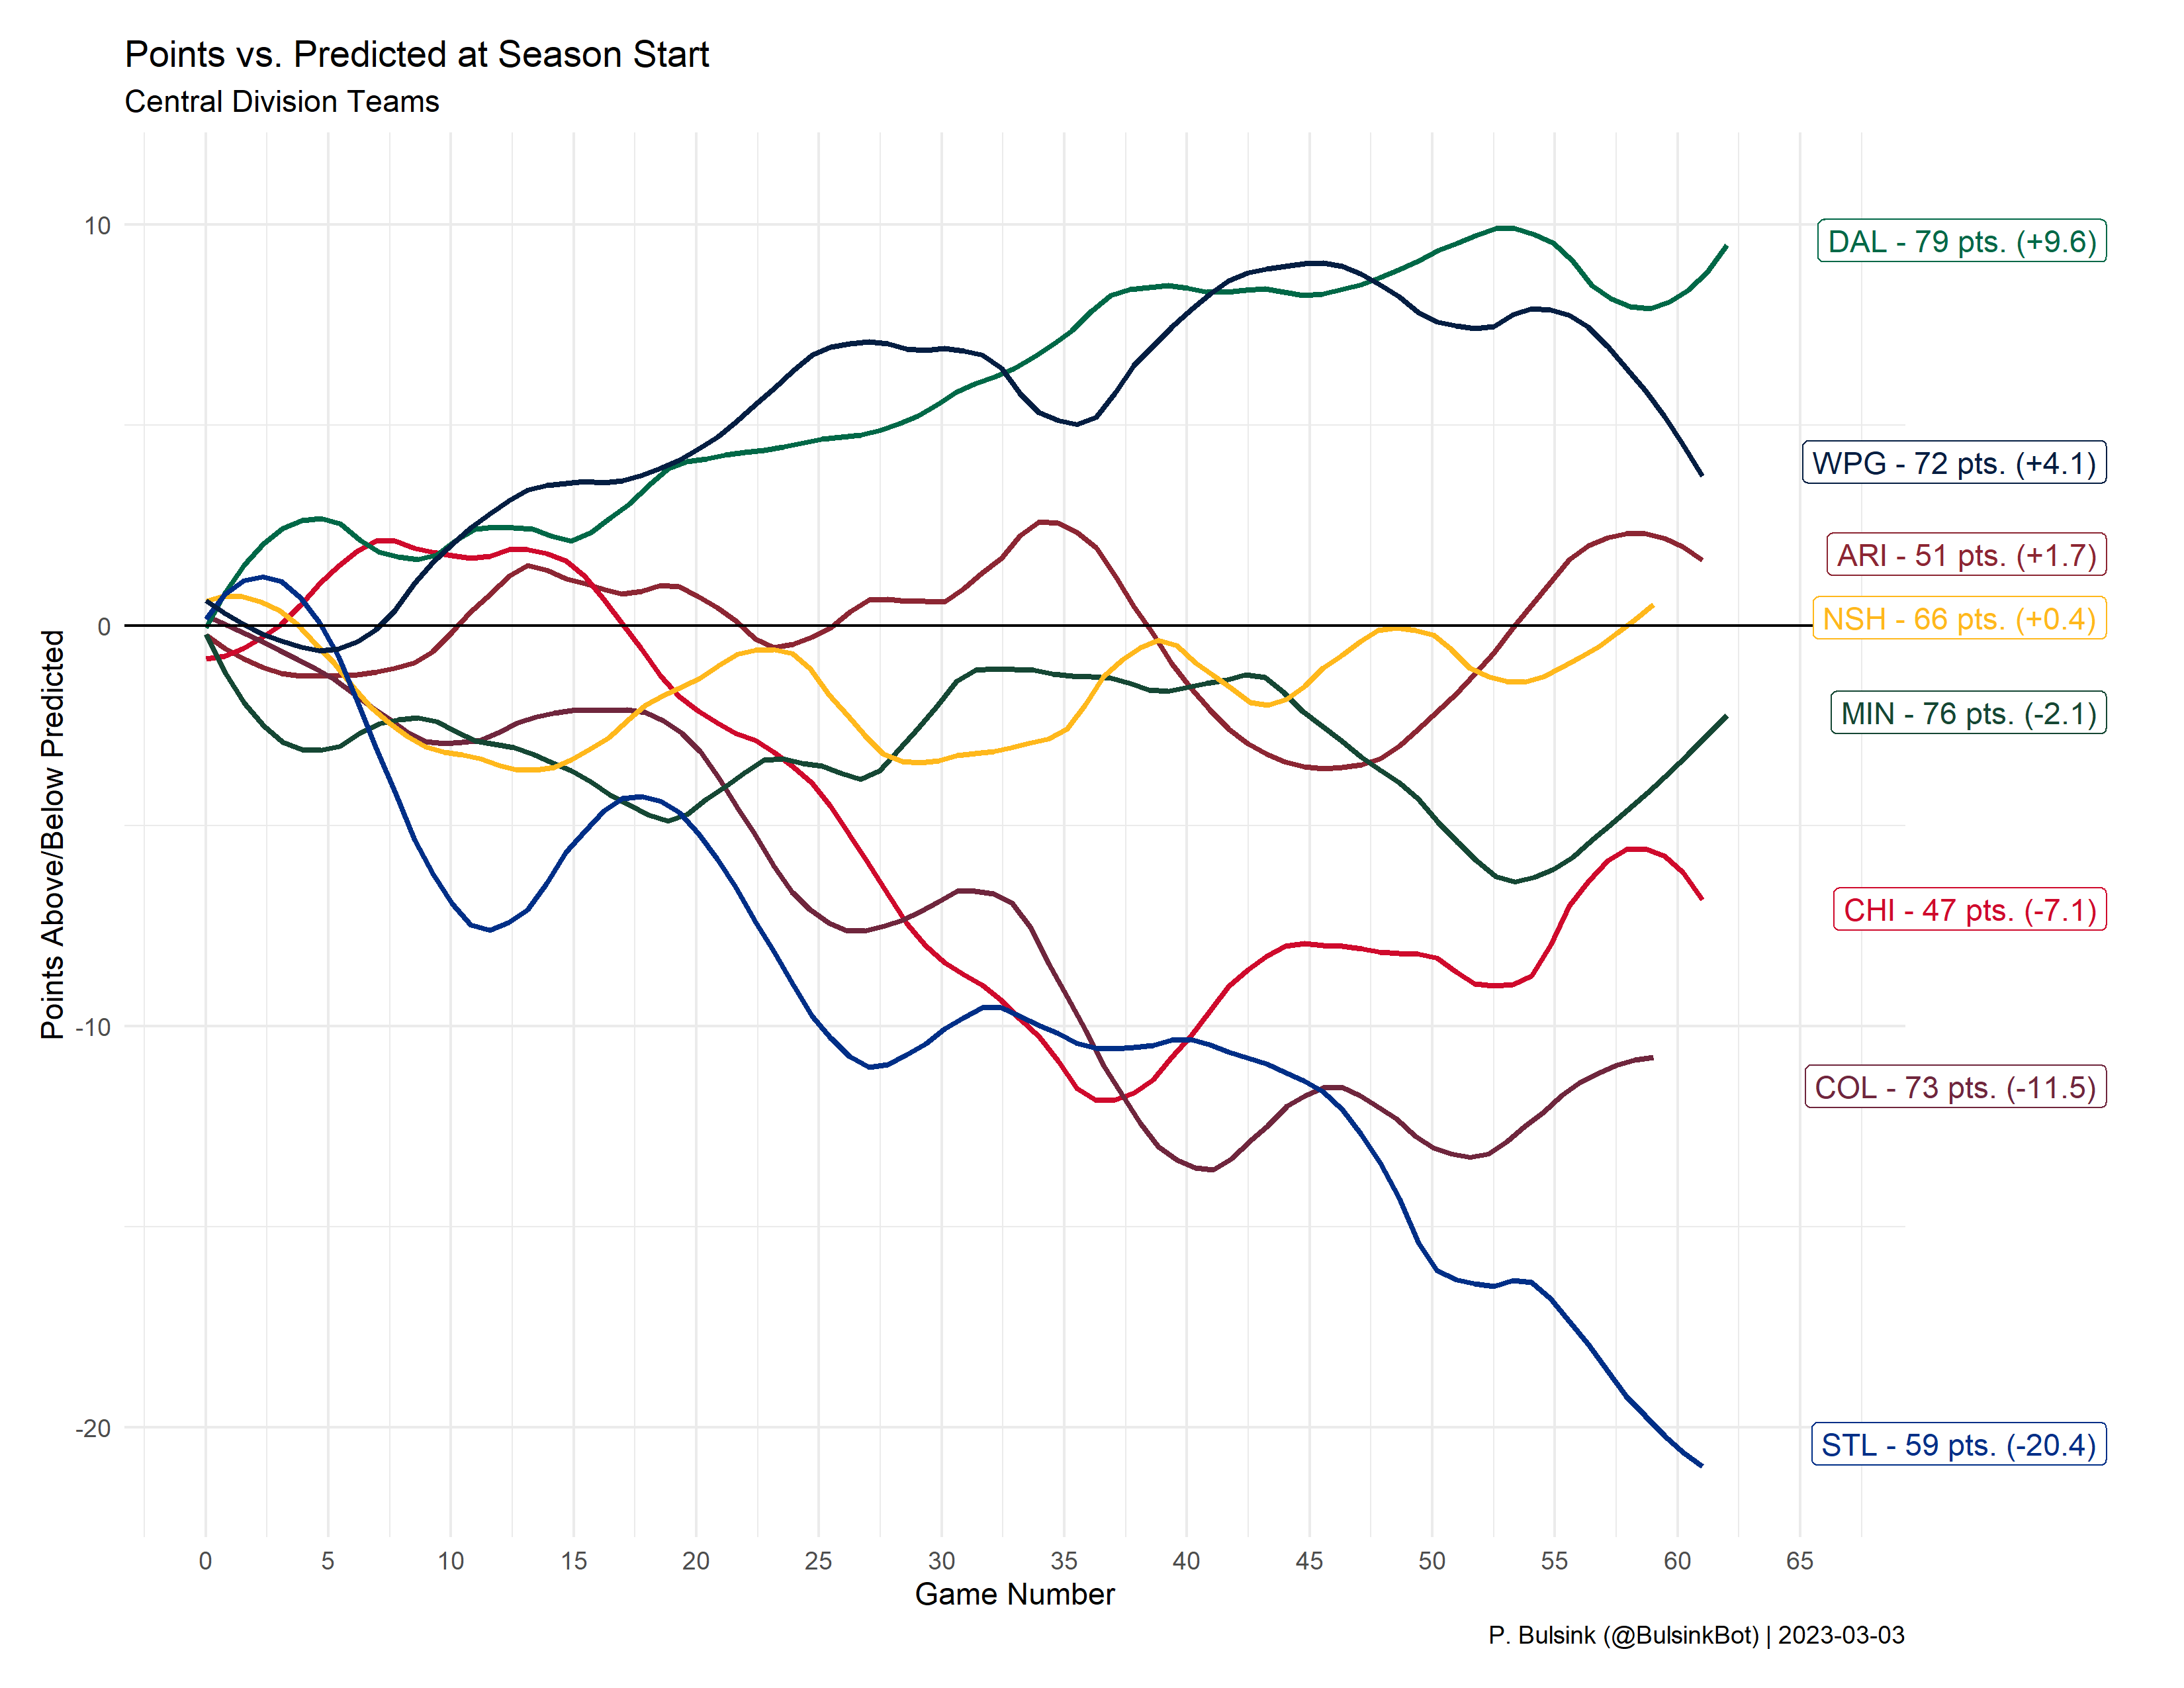 Points vs. Predicted at Season Start
Central Division Teams
Points Above/Below Predicted
10
0
-10
-20
DAL - 79 pts. (+9.6)
WPG - 72 pts. (+4.1)
ARI - 51 pts. (+1.7)
NSH - 66 pts. (+0.4)
MIN - 76 pts. (-2.1)
CHI - 47 pts. (-7.1)
COL - 73 pts. (-11.5)
STL - 59 pts. (-20.4)
0 5 10 15 20 25 30 35 40 45 50 55 60 65
Game Number
P. Bulsink (@BulsinkBot) | 2023-03-03